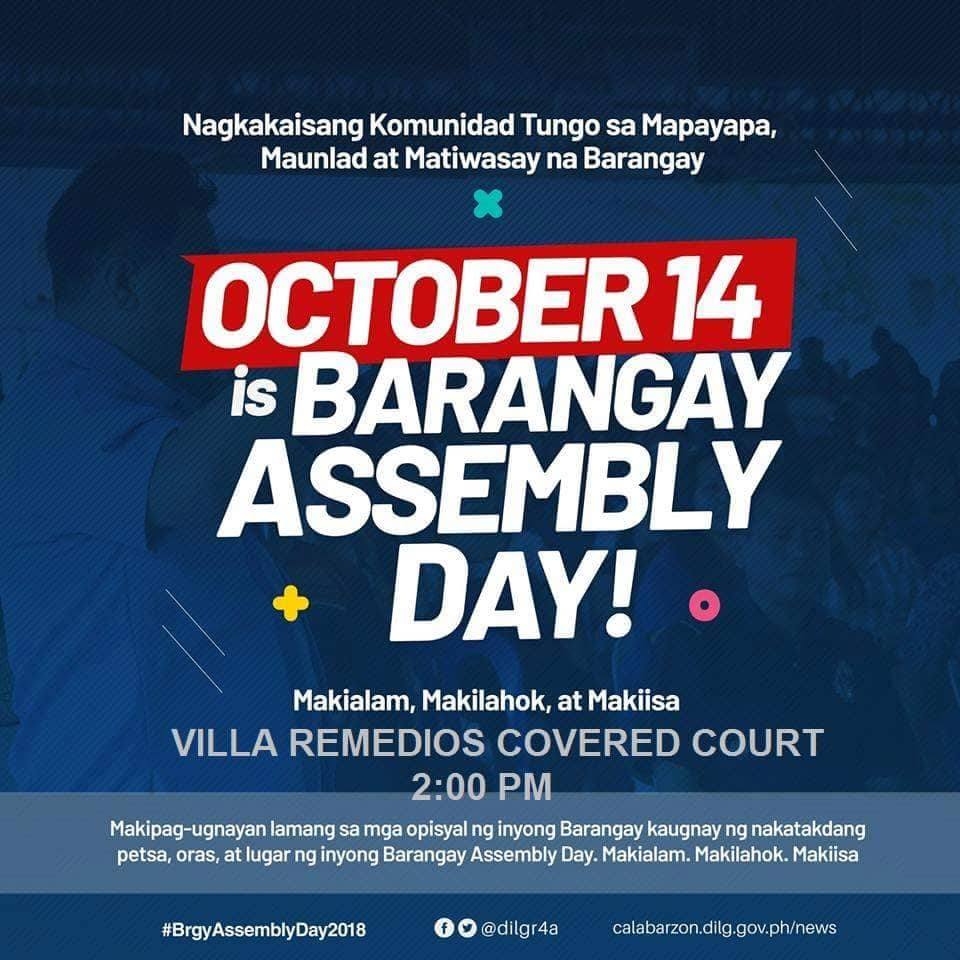 Nagkakaisang Komunidad Tungo sa Mapayapa,
Maunlad at Matiwasay na Barangay
OCTOBER 14
is BARANGAY
ASSEMBLY
DAY!
Makialam, Makilahok, at Makiisa
VILLA REMEDIOS COVERED COURT
2:00 PM
Makipag-ugnayan lamang sa mga opisyal ng inyong Barangay kaugnay ng nakatakdang
petsa, oras, at lugar ng inyong Barangay Assembly Day. Makialam. Makilahok. Makiisa
#BrgyAssemblyDay2018 @dilgr4a calabarzon.dilg.gov.ph/news